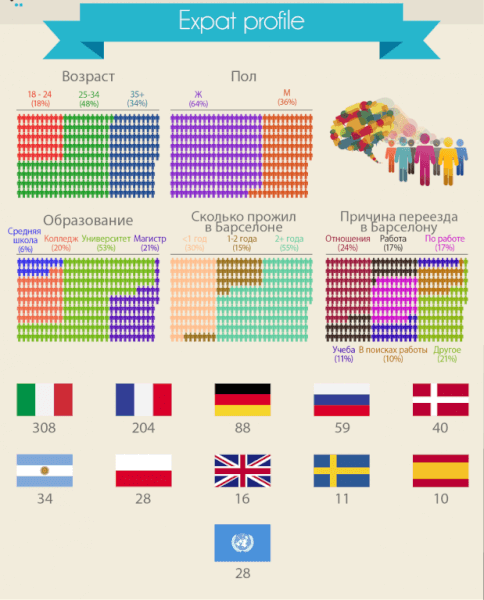 Expat profile
Возраст
18 - 24
(18%)
25-34
(48%)
35+
(34%)
Пол
Ж
(64%)
М
(36%)
Образование
Средняя
школа
(6%)
Колледж
(20%)
Университет
(53%)
Магистр
(21%)
Сколько прожил
в Барселоне
<1 год
(30%)
1-2 года
(15%)
2+ года
(55%)
Причина переезда
в Барселону
Отношения
(24%)
Работа
(17%)
По работе
(17%)
Учеба
(11%)
В поисках работы
(10%)
Другое
(21%)
308
204
88
59
40
34
28
16
11
10
28